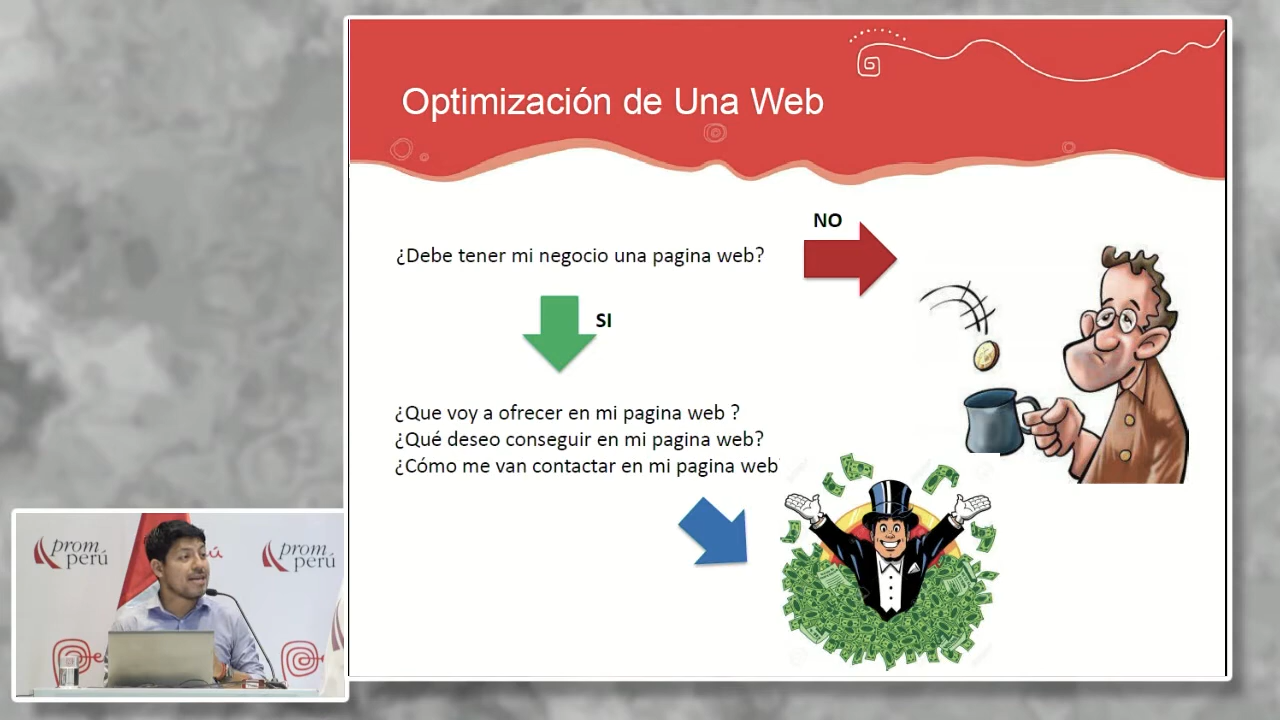 Optimización de Una Web
NO
¿Debe tener mi negocio una pagina web?
SI
¿Que voy a ofrecer en mi pagina web ?
¿Qué deseo conseguir en mi pagina web?
¿Cómo me van contactar en mi pagina web
prom
perú
prom
perú